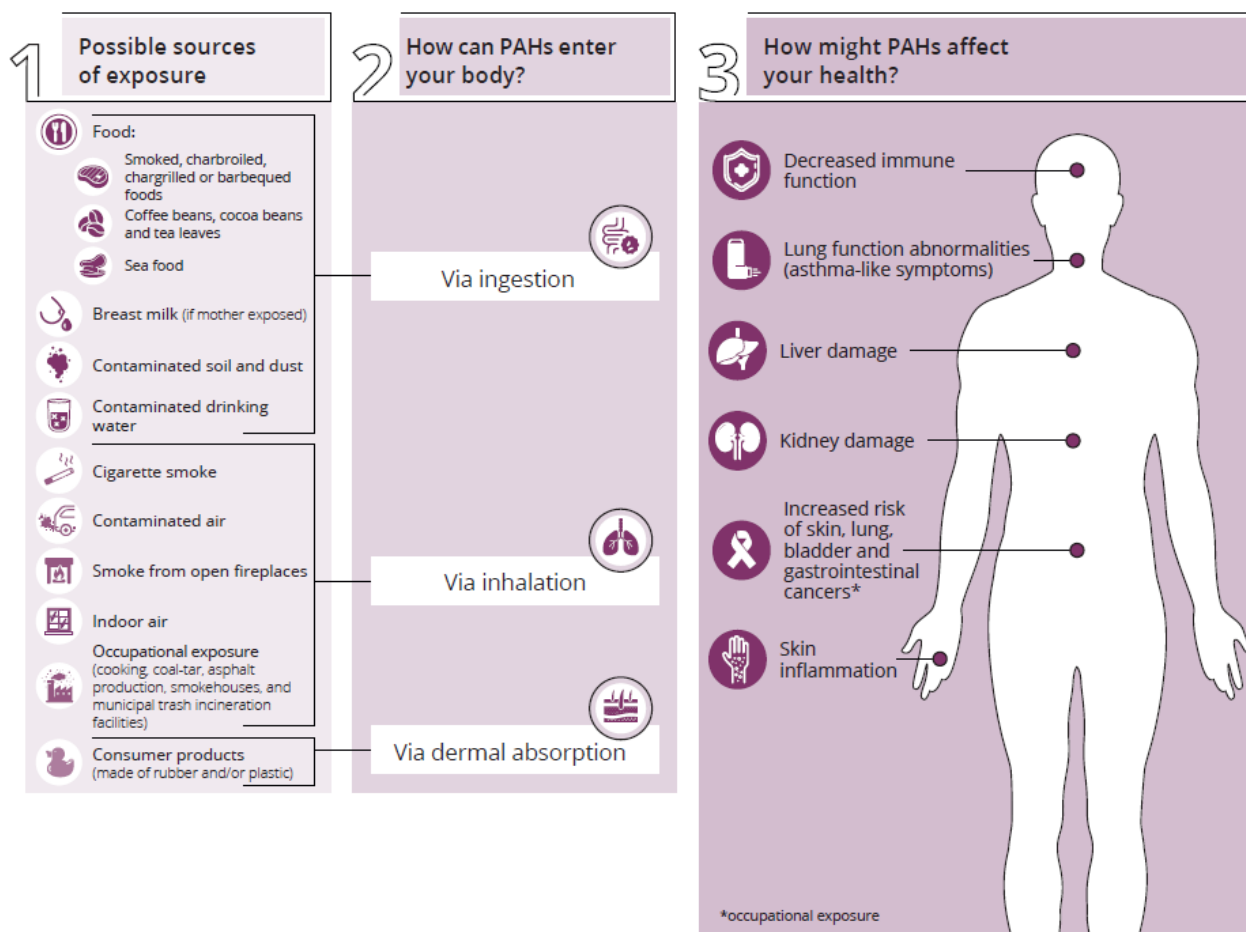 1
Possible sources
of exposure
Food:
Smoked, charbroiled,
chargrilled or barbequed
foods
Coffee beans, cocoa beans
and tea leaves
Sea food
Breast milk (if mother exposed)
Contaminated soil and dust
Contaminated drinking
water
Cigarette smoke
Contaminated air
Smoke from open fireplaces
Indoor air
Occupational exposure
(cooking, coal-tar, asphalt
production, smokehouses, and
municipal trash incineration
facilities)
Consumer products
(made of rubber and/or plastic)
2
How can PAHs enter
your body?
Via ingestion
Via inhalation
Via dermal absorption
3
How might PAHs affect
your health?
Decreased immune
function
Lung function abnormalities
(asthma-like symptoms)
Liver damage
Kidney damage
Increased risk
of skin, lung,
bladder and
gastrointestinal
cancers*
Skin
inflammation
*occupational exposure